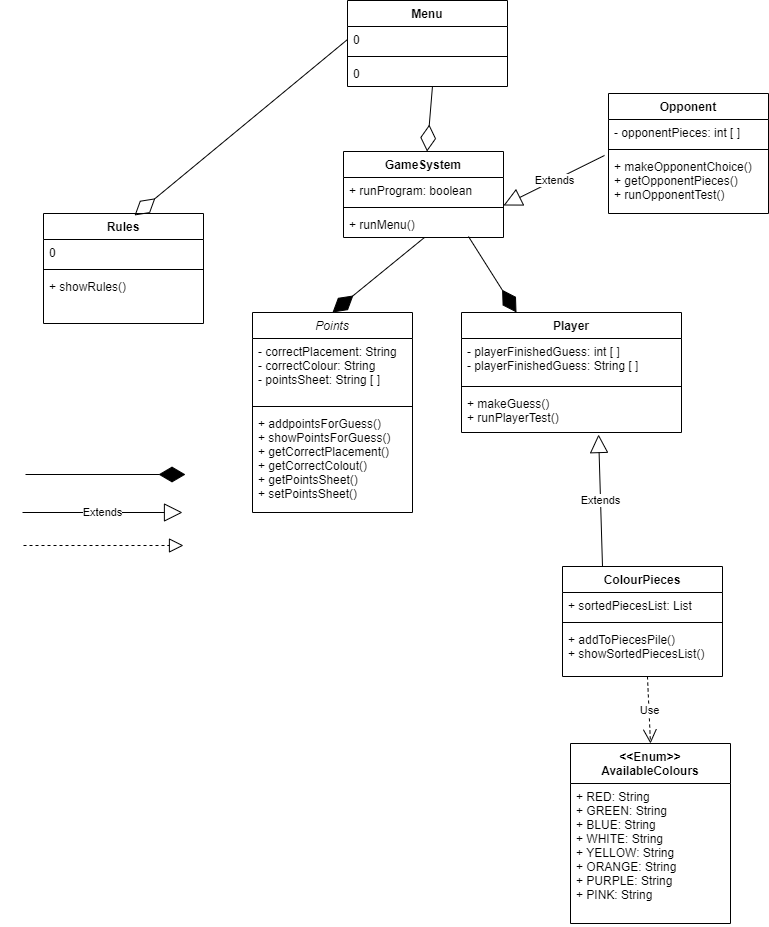 Menu
0
0
Opponent
- opponentPieces: int [ ]
+ makeOpponentChoice()
+ getOpponentPieces()
+ runOpponentTest()
Extends
GameSystem
+ runProgram: boolean
+ runMenu()
Rules
0
+ showRules()
Points
- correctPlacement: String
- correctColour: String
- pointsSheet: String [ ]
+ addpointsForGuess()
+ showPointsForGuess()
+ getCorrectPlacement()
+ getCorrectColout()
+ getPointsSheet()
+ setPointsSheet()
Player
- playerFinishedGuess: int [ ]
- playerFinishedGuess: String [ ]
+ makeGuess()
+ runPlayerTest()
Extends
Extends
ColourPieces
+ sortedPiecesList: List
+ addToPiecesPile()
+ showSortedPiecesList()
Use
<<Enum>>
AvailableColours
+ RED: String
+ GREEN: String
+ BLUE: String
+ WHITE: String
+ YELLOW: String
+ ORANGE: String
+ PURPLE: String
+ PINK: String